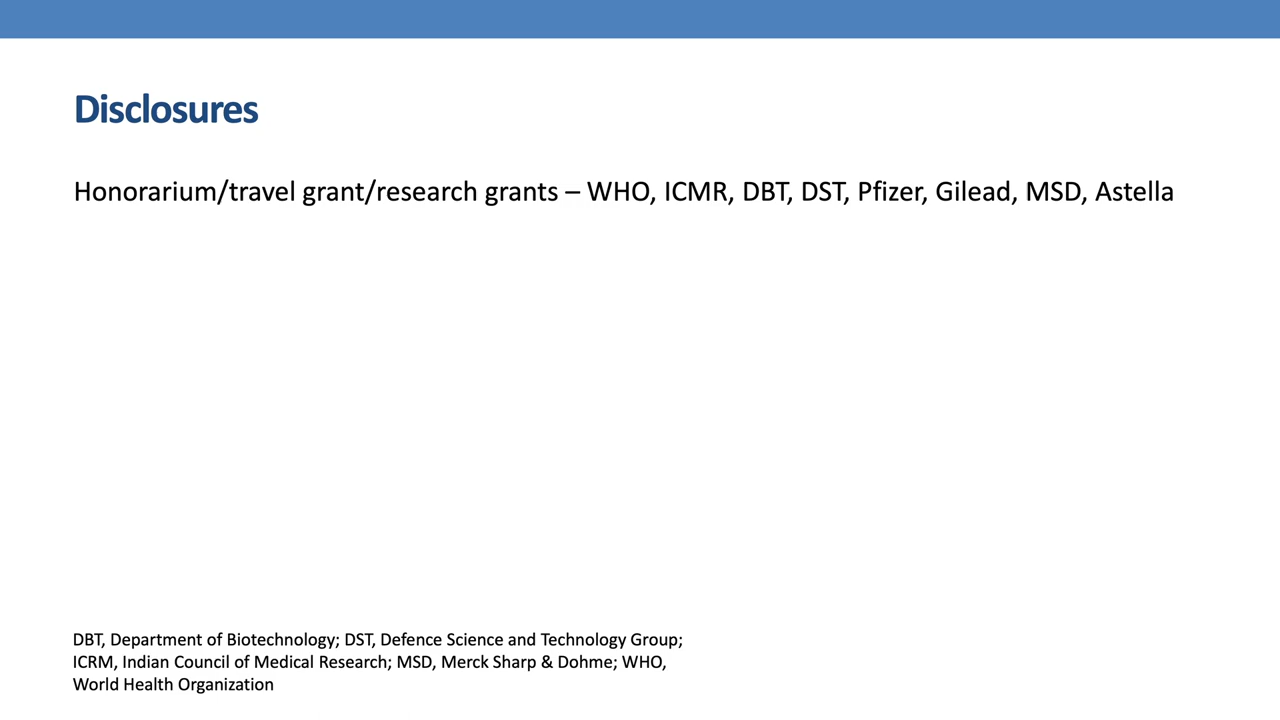 Disclosures
Honorarium/travel grant/research grants – WHO, ICMR, DBT, DST, Pfizer, Gilead, MSD, Astella
DBT, Department of Biotechnology; DST, Defence Science and Technology Group;
ICRM, Indian Council of Medical Research; MSD, Merck Sharp & Dohme; WHO,
World Health Organization